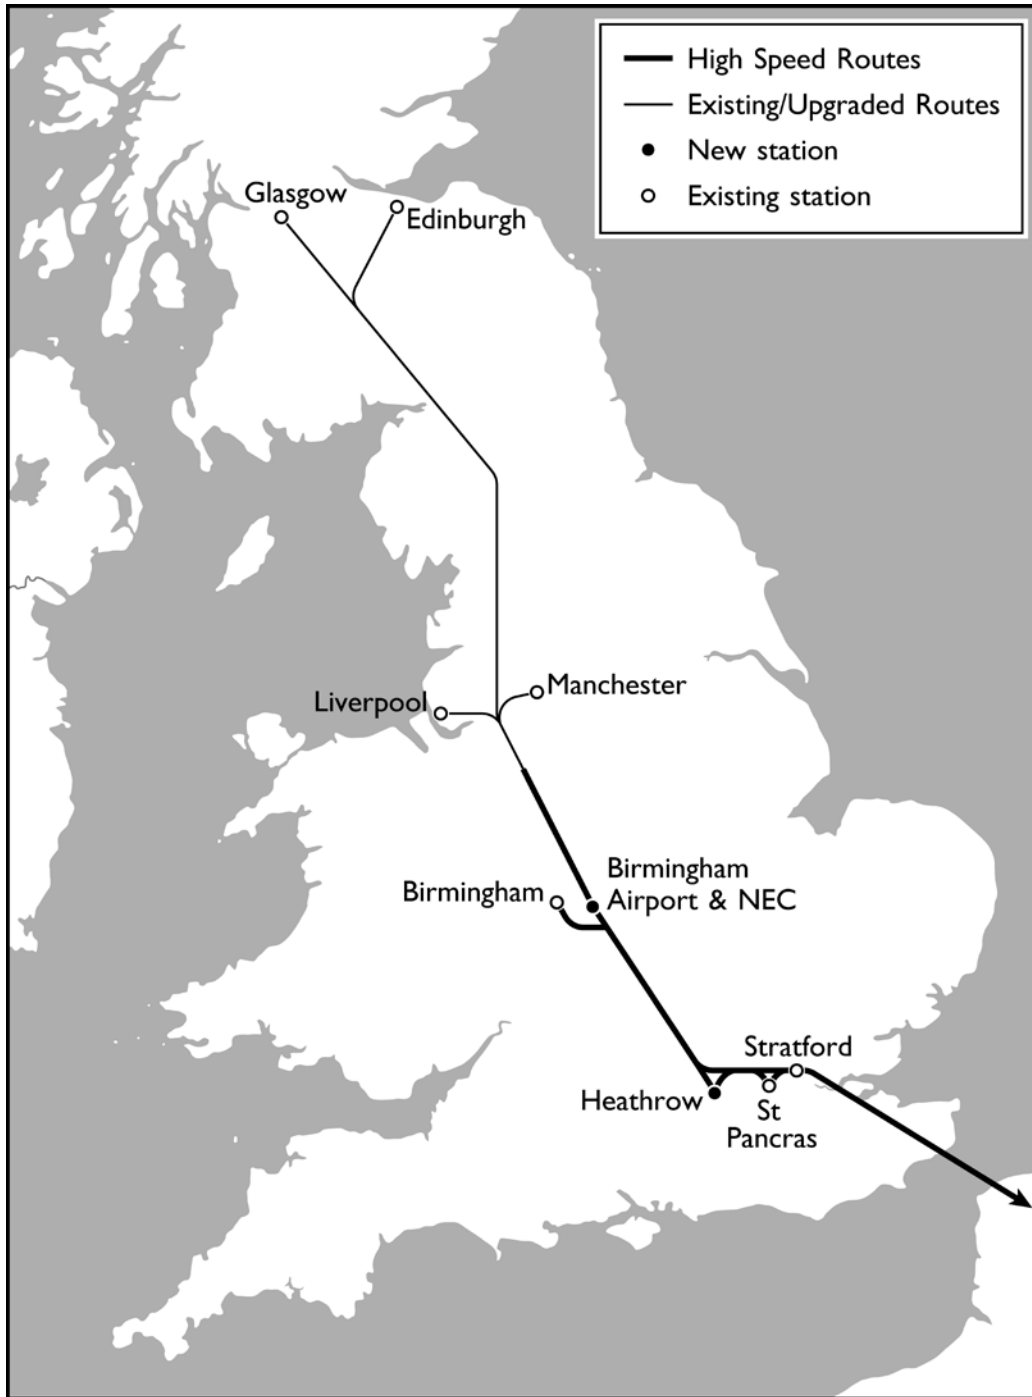 High Speed Routes
Existing/Upgraded Routes
New station
Existing station
Glasgow
Edinburgh
Manchester
Liverpool
Birmingham
Airport & NEC
Birmingham
Stratford
Heathrow
St
Pancras